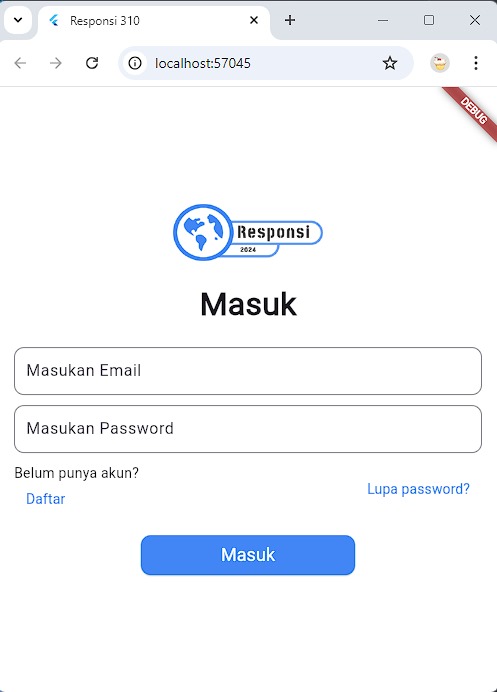 Responsi 310
localhost:57045
DEBUG
Responsi
2024
Masuk
Masukan Email
Masukan Password
Belum punya akun?
Daftar
Lupa password?
Masuk